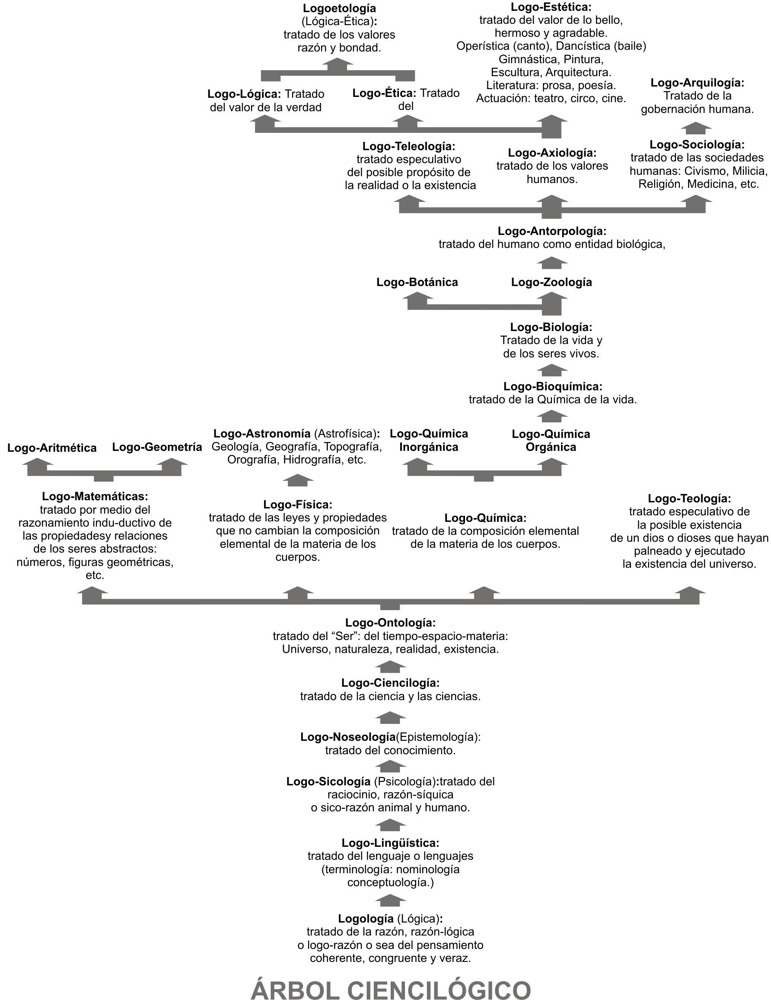 Logoetología
(Lógica-Ética):
tratado de los valores
razón y bondad.
Logo-Estética:
tratado del valor de lo bello,
hermoso y agradable.
Operística (canto), Dancística (baile)
Gimnástica, Pintura,
Escultura, Arquitectura.
Literatura: prosa, poesía.
Actuación: teatro, circo, cine.
Logo-Lógica: Tratado
del valor de la verdad
Logo-Ética: Tratado
del
Logo-Arquilogía:
Tratado de la
gobernación humana.
Logo-Teleología:
tratado especulativo
del posible propósito de
la realidad o la existencia
Logo-Axiología:
tratado de los valores
humanos.
Logo-Sociología:
tratado de las sociedades
humanas: Civismo, Milicia,
Religión, Medicina, etc.
Logo-Antorpología:
tratado del humano como entidad biológica,
Logo-Botánica
Logo-Zoología
Logo-Biología:
Tratado de la vida y
de los seres vivos.
Logo-Bioquímica:
tratado de la Química de la vida.
Logo-Aritmética
Logo-Geometría
Logo-Astronomía (Astrofísica):
Geología, Geografía, Topografía,
Orografía, Hidrografía, etc.
Logo-Química
Inorgánica
Logo-Química
Orgánica
Logo-Matemáticas:
tratado por medio del
razonamiento indu-ductivo de
las propiedadesy relaciones
de los seres abstractos:
números, figuras geométricas,
etc.
Logo-Física:
tratado de las leyes y propiedades
que no cambian la composición
elemental de la materia de los
cuerpos.
Logo-Química:
tratado de la composición elemental
de la materia de los cuerpos.
Logo-Teología:
tratado especulativo de
la posible existencia
de un dios o dioses que hayan
palneado y ejecutado
la existencia del universo.
Logo-Ontología:
tratado del “Ser”: del tiempo-espacio-materia:
Universo, naturaleza, realidad, existencia.
Logo-Ciencilogía:
tratado de la ciencia y las ciencias.
Logo-Noseología(Epistemología):
tratado del conocimiento.
Logo-Sicología (Psicología):tratado del
raciocinio, razón-síquica
o sico-razón animal y humano.
Logo-Lingüística:
tratado del lenguaje o lenguajes
(terminología: nominología
conceptuología.)
Logología (Lógica):
tratado de la razón, razón-lógica
o logo-razón o sea del pensamiento
coherente, congruente y veraz.
ÁRBOL CIENCILÓGICO